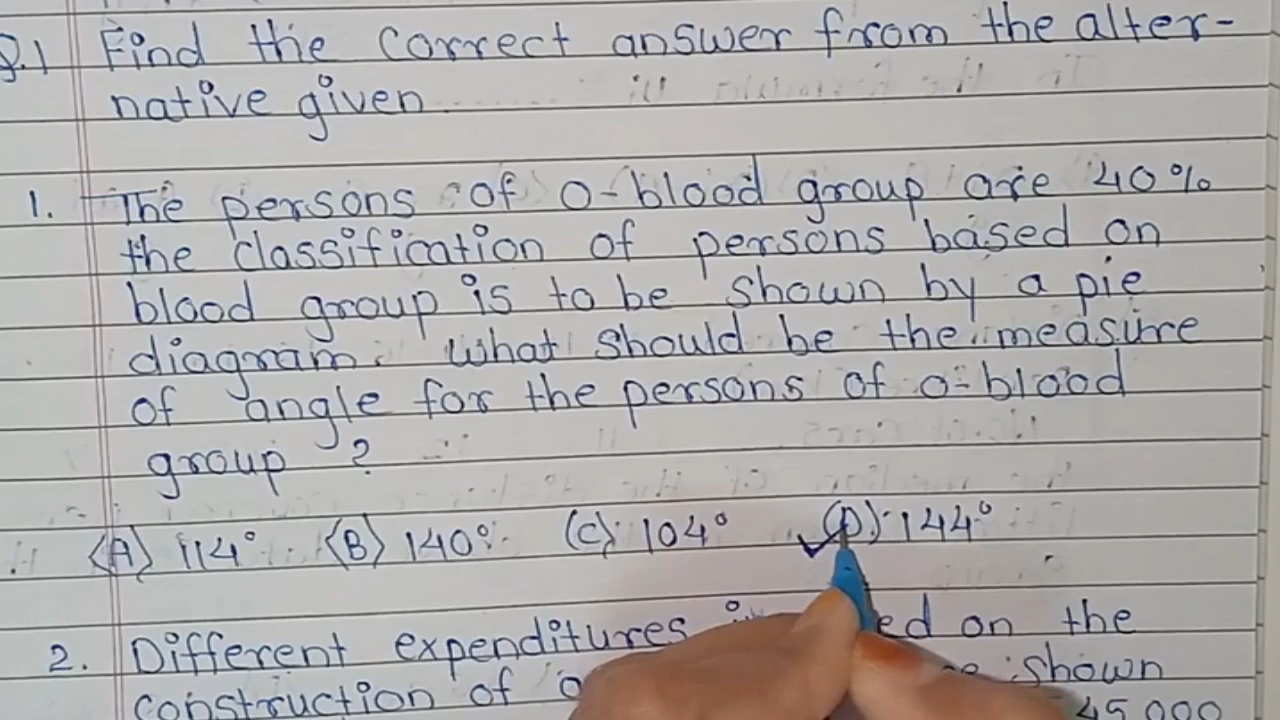 Q.1 Find the correct answer from the alter-
native given
1. The persons of O-blood group are 40%
the classification of persons based on
blood group is to be shown by a pie
diagram. what should be the measure
of angle for the persons of O-blood
group ?
(A) 114° (B) 140° (C) 104° (D) 144°
2. Different expenditures on the
construction of shown
45,000